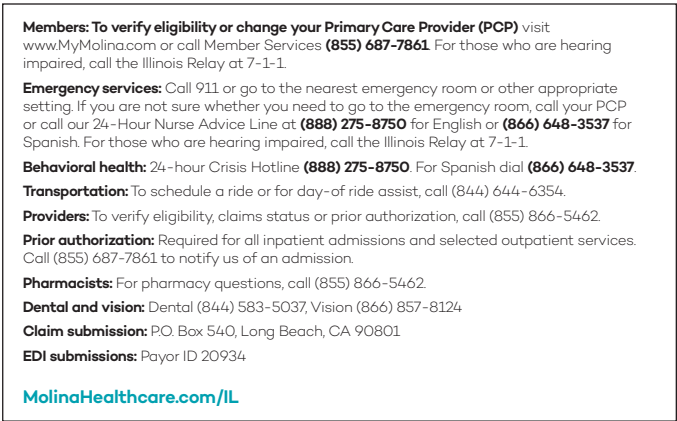 Members: To verify eligibility or change your Primary Care Provider (PCP) visit
www.MyMolina.com or call Member Services (855) 687-7861. For those who are hearing
impaired, call the Illinois Relay at 7-1-1.
Emergency services: Call 911 or go to the nearest emergency room or other appropriate
setting. If you are not sure whether you need to go to the emergency room, call your PCP
or call our 24-Hour Nurse Advice Line at (888) 275-8750 for English or (866) 648-3537 for
Spanish. For those who are hearing impaired, call the Illinois Relay at 7-1-1.
Behavioral health: 24-hour Crisis Hotline (888) 275-8750. For Spanish dial (866) 648-3537.
Transportation: To schedule a ride or for day-of ride assist, call (844) 644-6354.
Providers: To verify eligibility, claims status or prior authorization, call (855) 866-5462.
Prior authorization: Required for all inpatient admissions and selected outpatient services.
Call (855) 687-7861 to notify us of an admission.
Pharmacists: For pharmacy questions, call (855) 866-5462.
Dental and vision: Dental (844) 583-5037, Vision (866) 857-8124
Claim submission: P.O. Box 540, Long Beach, CA 90801
EDI submissions: Payor ID 20934
MolinaHealthcare.com/IL